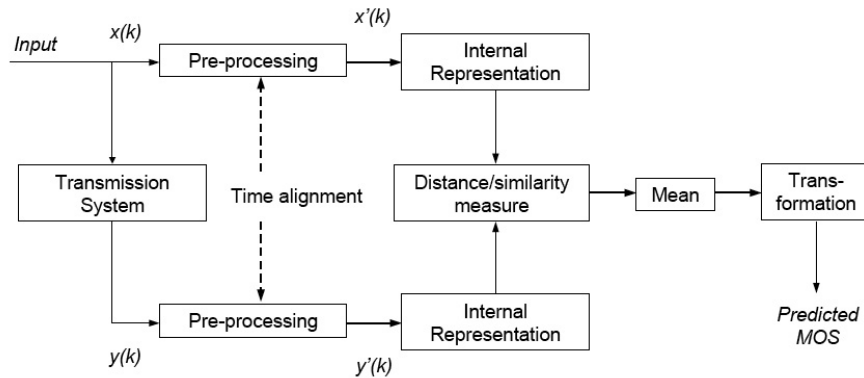 x(k)
x'(k)
Input
Pre-processing
Internal
Representation
Transmission
System
Time alignment
Distance/similarity
measure
Mean
Trans-
formation
Pre-processing
Internal
Representation
Predicted
MOS
y(k)
y'(k)